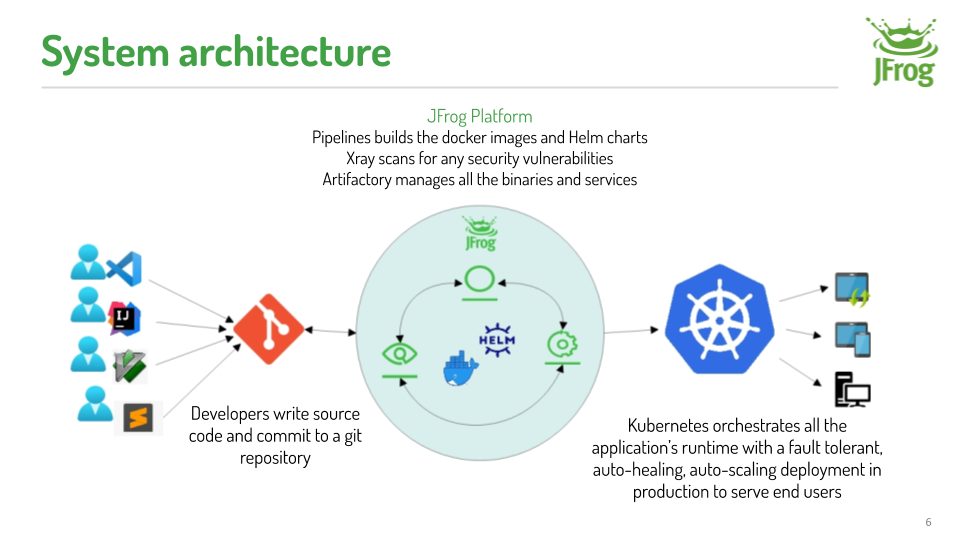 System architecture
JFrog
JFrog Platform
Pipelines builds the docker images and Helm charts
Xray scans for any security vulnerabilities
Artifactory manages all the binaries and services
JFrog
IJ
HELM
Developers write source
code and commit to a git
repository
Kubernetes orchestrates all the
application's runtime with a fault tolerant,
auto-healing, auto-scaling deployment in
production to serve end users
6